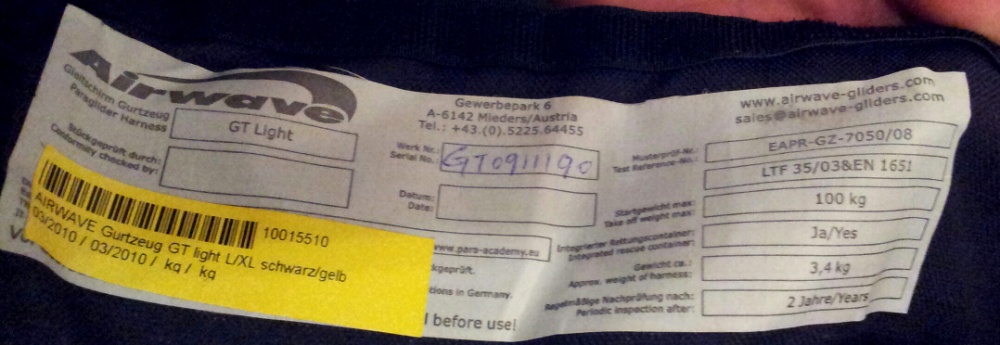 Airwave
Gleitschirm Gurtzeug
Paraglider Harness
GT Light
Stückgeprüft durch:
Conformity checked by:
AIRWAVE Gurtzeug GT light L/XL schwarz/gelb
03/2010 / 03/2010 / kg / kg
10015510
Gewerbepark 6
A-6142 Mieders/Austria
Tel.: +43.(0).5225.64455
Werk Nr.:
Serial No.:
GT0911190
Datum:
Date:
www.para-academy.eu
ckgeprüft.
tions in Germany.
l before use!
www.airwave-gliders.com
sales@airwave-gliders.com
Musterprüf-Nr.:
Test Reference-No.:
EAPR-GZ-7050/08
LTF 35/03&EN 1651
Startgewicht max:
Take off weight max:
100 kg
Integrierter Rettungscontainer:
Integrated rescue container:
Ja/Yes
Gewicht ca.:
Approx. weight of harness:
3,4 kg
Regelmäßige Nachprüfung nach:
Periodic inspection after:
2 Jahre/Years